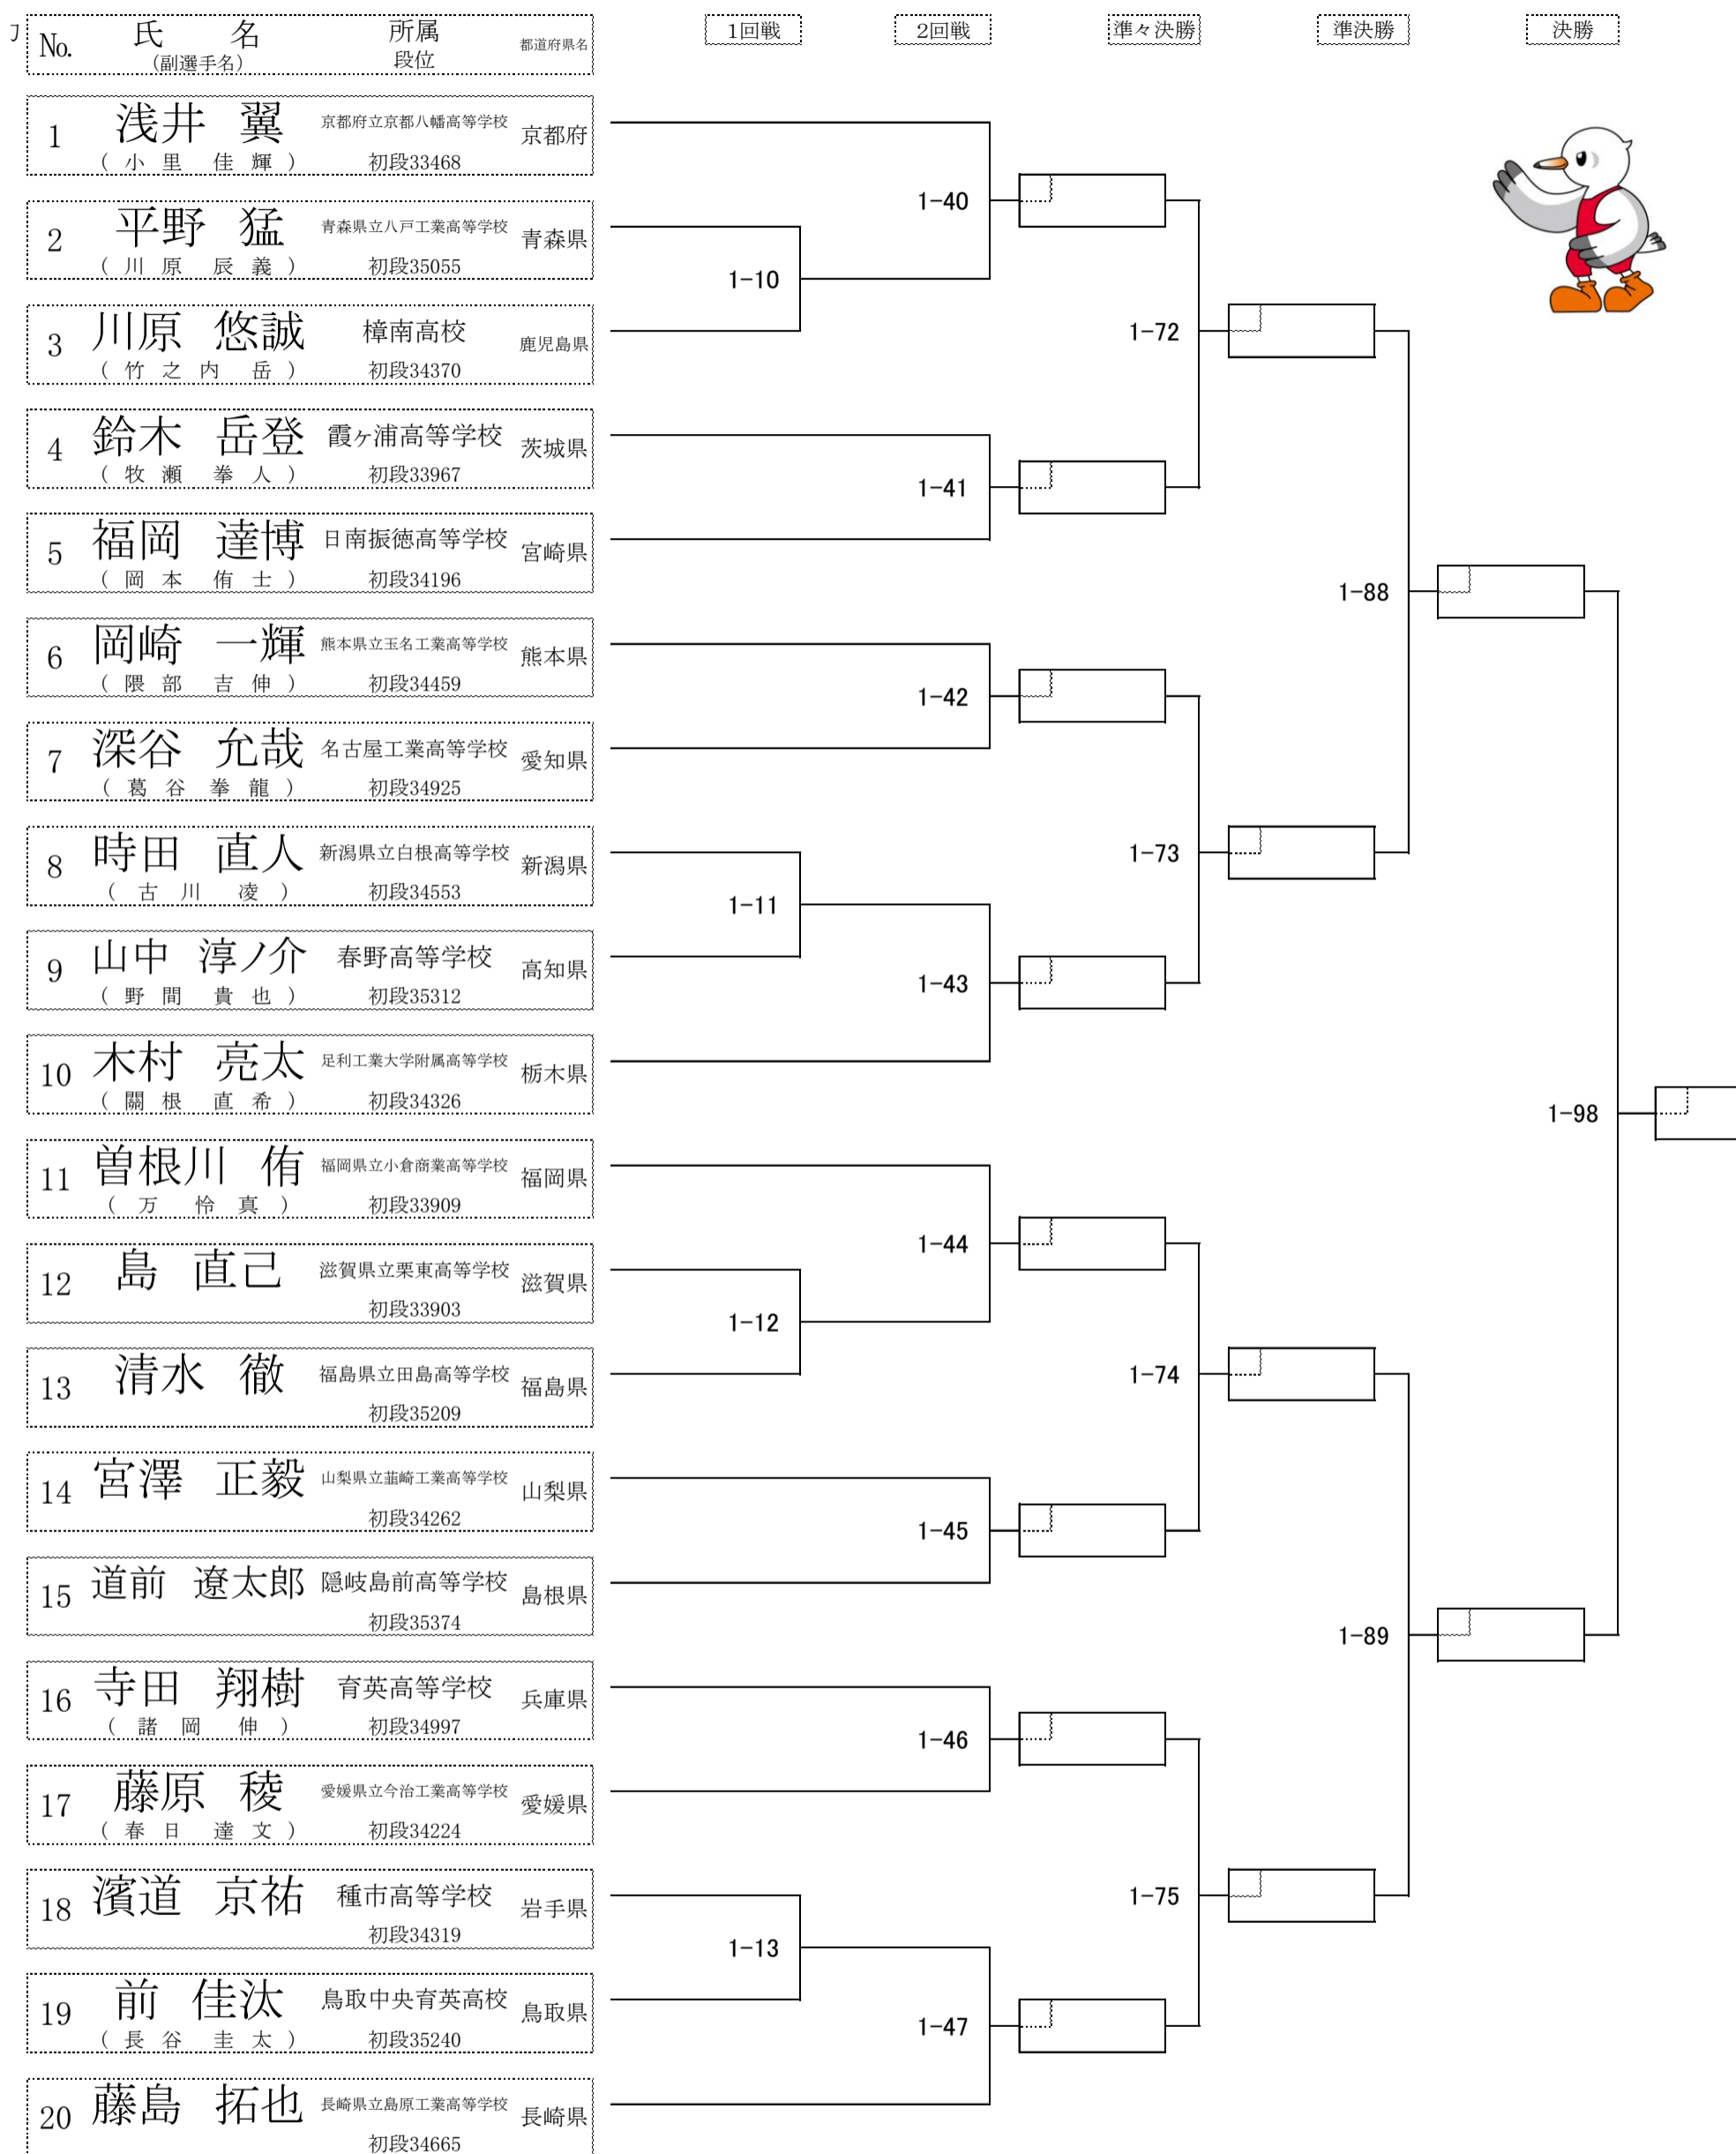 No. 氏 名 所属 都道府県名 1回戦 2回戦 準々決勝 準決勝 決勝
(副選手名) 段位
1 浅井 翼 京都府立京都八幡高等学校 京都府
(小里 佳輝) 初段33468
1-40
2 平野 猛 青森県立八戸工業高等学校 青森県
(川原 辰義) 初段35055
1-10
3 川原 悠誠 樟南高校 鹿児島県
(竹之内 岳) 初段34370
1-72
4 鈴木 岳登 霞ヶ浦高等学校 茨城県
(牧瀬 拳人) 初段33967
1-41
5 福岡 達博 日南振徳高等学校 宮崎県
(岡本 侑士) 初段34196
1-88
6 岡崎 一輝 熊本県立玉名工業高等学校 熊本県
(隈部 吉伸) 初段34459
1-42
7 深谷 允哉 名古屋工業高等学校 愛知県
(葛谷 拳龍) 初段34925
8 時田 直人 新潟県立白根高等学校 新潟県
(古川 凌) 初段34553
1-73
1-11
9 山中 淳ノ介 春野高等学校 高知県
(野間 貴也) 初段35312
1-43
10 木村 亮太 足利工業大学附属高等学校 栃木県
(關根 直希) 初段34326
1-98
11 曽根川 侑 福岡県立小倉商業高等学校 福岡県
(万 怜真) 初段33909
1-44
12 島 直己 滋賀県立栗東高等学校 滋賀県
初段33903
1-12
13 清水 徹 福島県立田島高等学校 福島県
初段35209
1-74
14 宮澤 正毅 山梨県立韮崎工業高等学校 山梨県
初段34262
1-45
15 道前 遼太郎 隠岐島前高等学校 島根県
初段35374
1-89
16 寺田 翔樹 育英高等学校 兵庫県
(諸岡 伸) 初段34997
1-46
17 藤原 稜 愛媛県立今治工業高等学校 愛媛県
(春日 達文) 初段34224
18 濱道 京祐 種市高等学校 岩手県
初段34319
1-75
1-13
19 前 佳汰 鳥取中央育英高校 鳥取県
(長谷 圭太) 初段35240
1-47
20 藤島 拓也 長崎県立島原工業高等学校 長崎県
初段34665